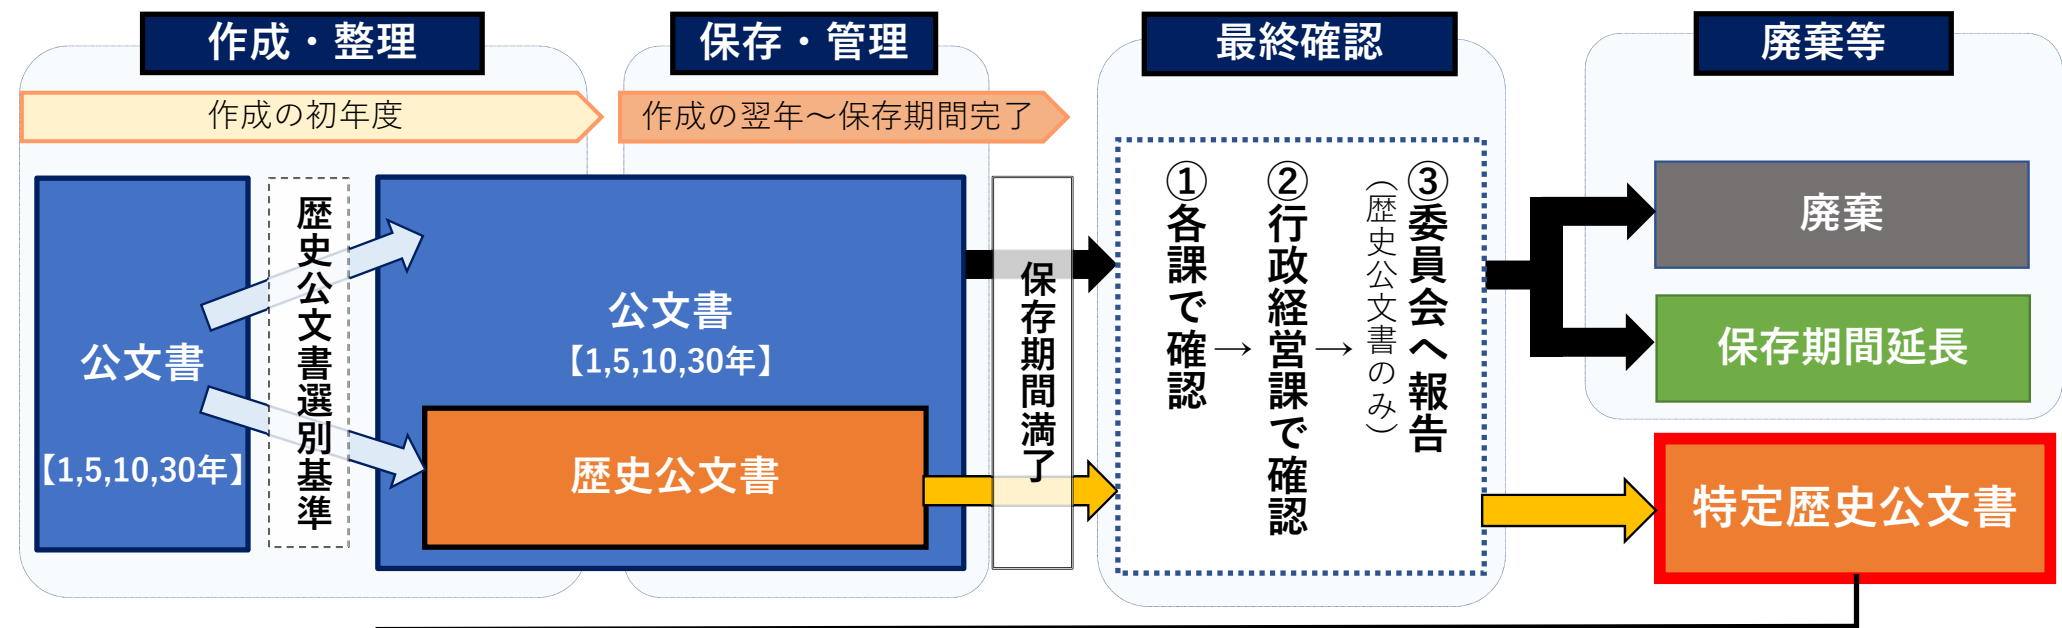 作成・整理
保存・管理
最終確認
廃棄等
作成の初年度
作成の翌年～保存期間完了
公文書
【1,5,10,30年】
歴史公文書選別基準
公文書
【1,5,10,30年】
歴史公文書
保存期間満了
①各課で確認
→
②行政経営課で確認
→
③委員会へ報告
（歴史公文書のみ）
廃棄
保存期間延長
特定歴史公文書